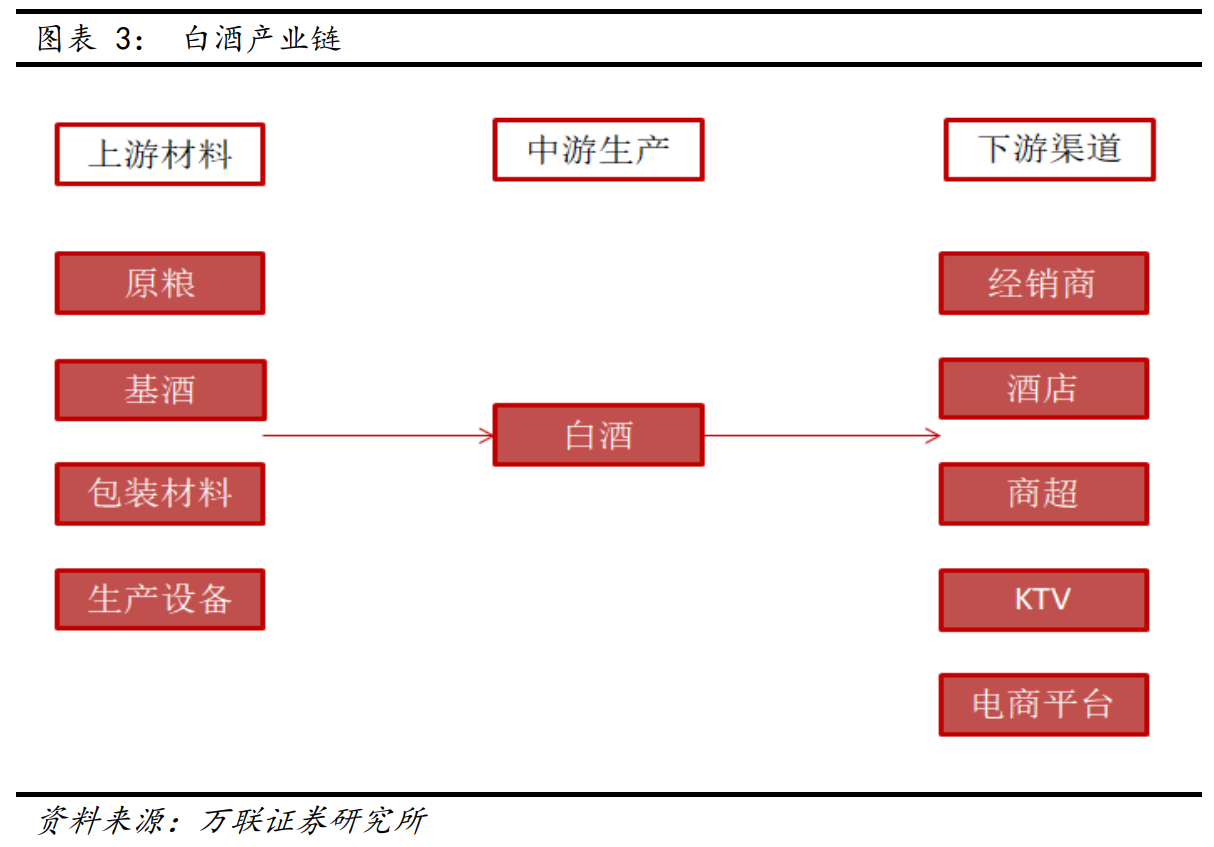 图表 3： 白酒产业链
上游材料
中游生产
下游渠道
原粮
经销商
基酒
酒店
白酒
包装材料
商超
生产设备
KTV
电商平台
资料来源：万联证券研究所